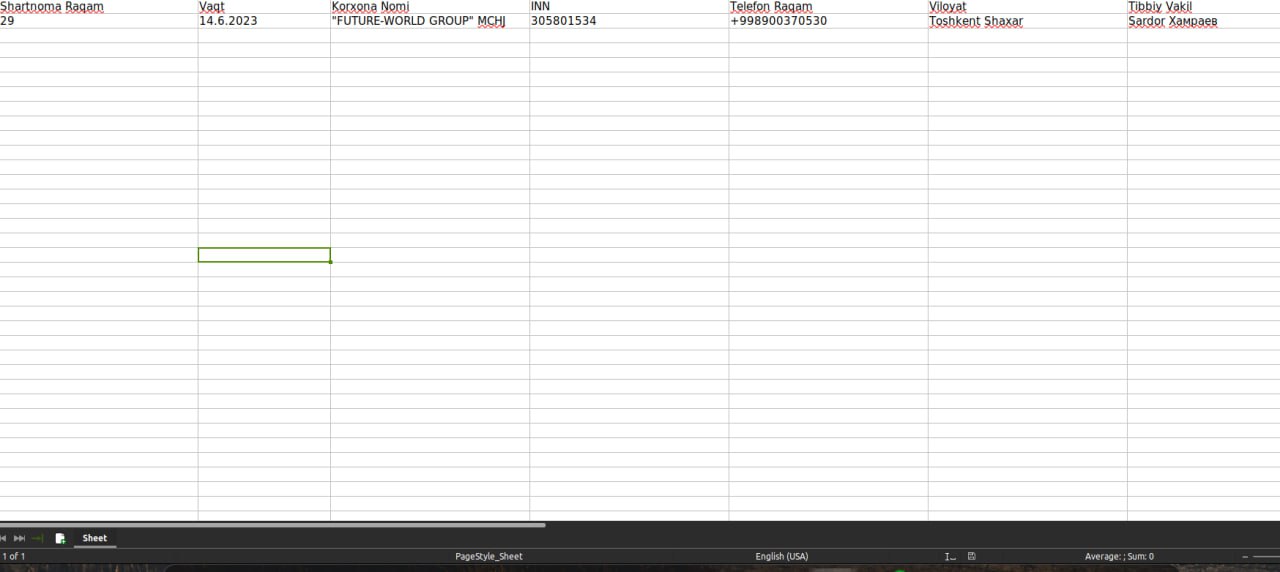 Shartnoma Raqam Vaqt Korxona Nomi INN Telefon Raqam Viloyat Tibbiy Vakil
29 14.6.2023 "FUTURE-WORLD GROUP" MCHJ 305801534 +998900370530 Toshkent Shaxar Sardor Хамраев
Sheet
1 of 1 PageStyle_Sheet English (USA) Average: ; Sum: 0